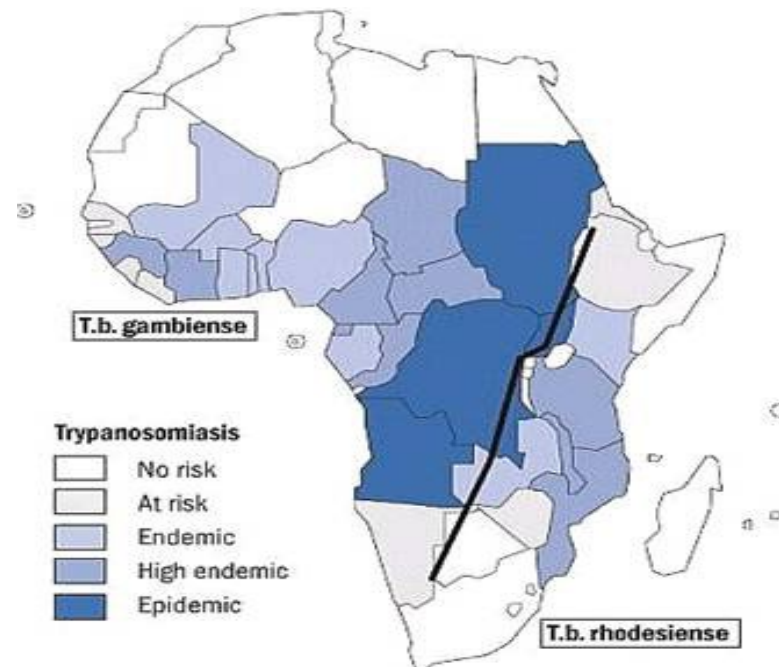 T.b. gambiense
Trypanosomiasis
No risk
At risk
Endemic
High endemic
Epidemic
T.b. rhodesiense